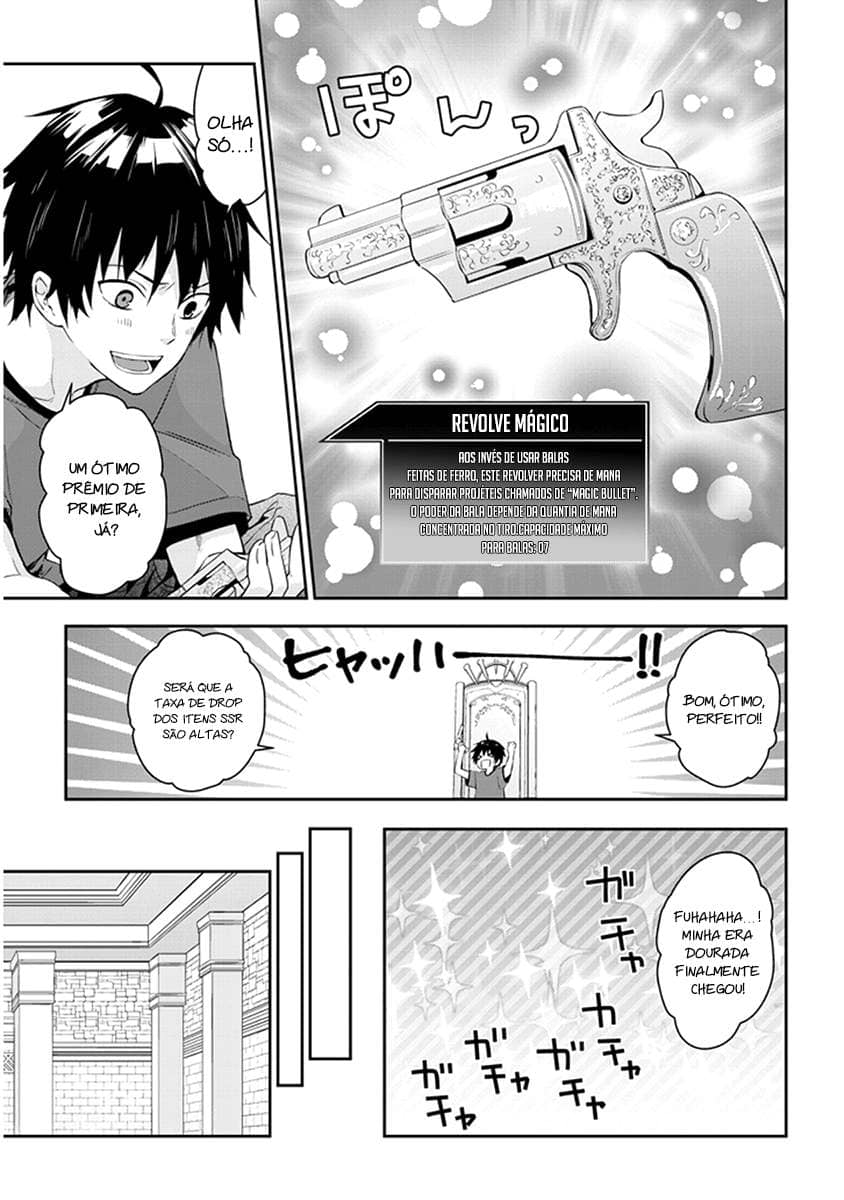 ぽんっ
REVOLVE MÁGICO
AOS INVÉS DE USAR BALAS
FEITAS DE FERRO, ESTE REVOLVER PRECISA DE MANA
PARA DISPARAR PROJÉTEIS CHAMADOS DE “MAGIC BULLET”.
O PODER DA BALA DEPENDE DA QUANTIA DE MANA
CONCENTRADA NO TIRO.CAPACIDADE MÁXIMO
PARA BALAS: 07
OLHA
SÓ...!
UM ÓTIMO
PRÊMIO DE
PRIMEIRA,
JÁ?
BOM, ÓTIMO,
PERFEITO!!
ヒャッハー!!
SERÁ QUE A
TAXA DE DROP
DOS ITENS SSR
SÃO ALTAS?
FUHAHAHA...!
MINHA ERA
DOURADA
FINALMENTE
CHEGOU!
ガチャ
ガチャ
ガチャ
ガチャ